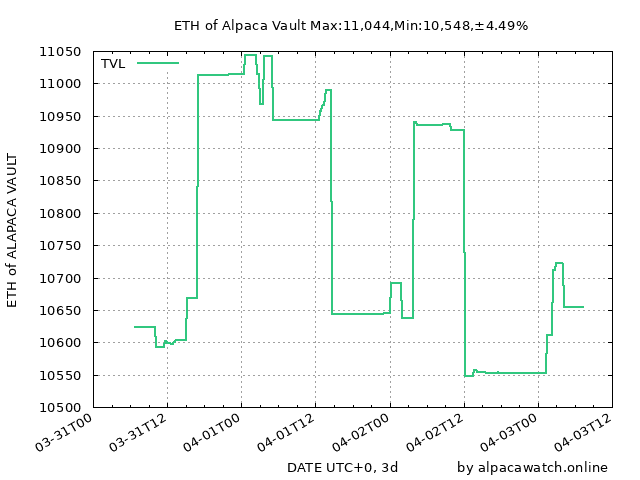 ETH of Alpaca Vault Max:11,044,Min:10,548,±4.49%
TVL
ETH of ALAPACA VAULT
11050
11000
10950
10900
10850
10800
10750
10700
10650
10600
10550
10500
03-31T00
03-31T12
04-01T00
04-01T12
04-02T00
04-02T12
04-03T00
04-03T12
DATE UTC+0, 3d
by alpacawatch.online